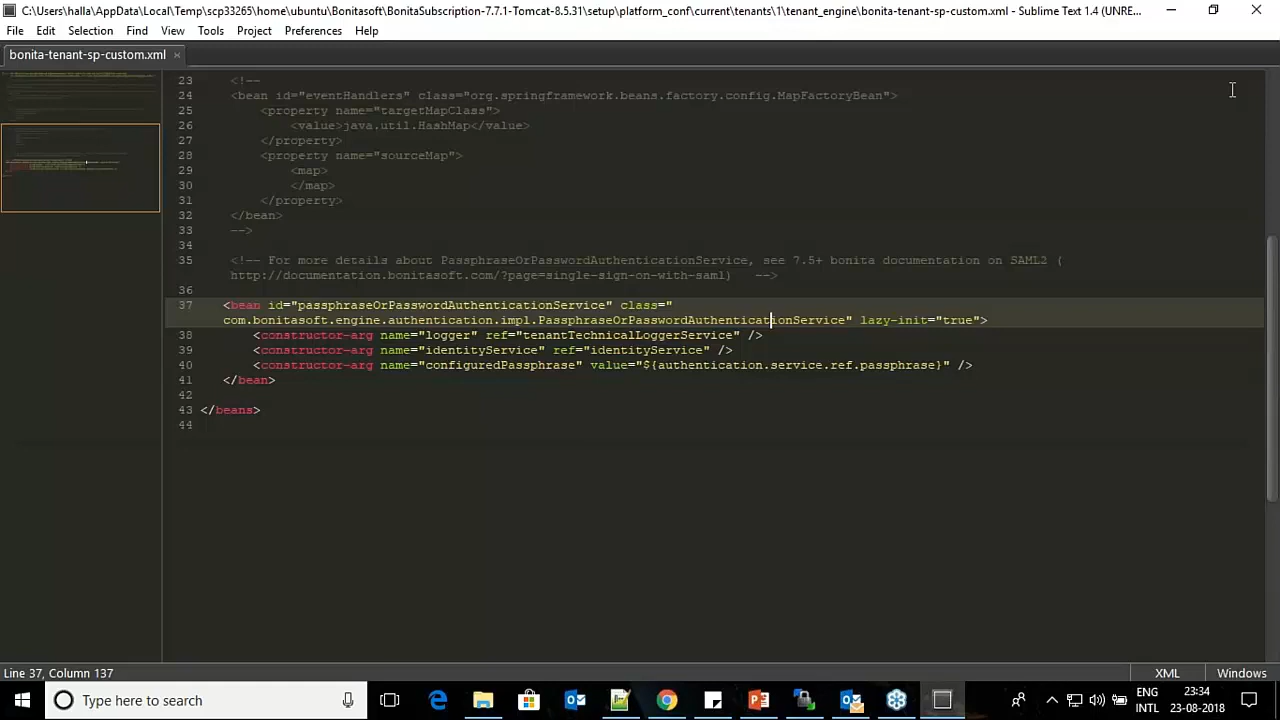 C:\Users\halla\AppData\Local\Temp\scp33265\home\ubuntu\Bonitasoft\BonitaSubscription-7.7.1-Tomcat-8.5.31\setup\platform_conf\current\tenants\1\tenant_engine\bonita-tenant-sp-custom.xml - Sublime Text 1.4 (UNRE...
File Edit Selection Find View Tools Project Preferences Help
bonita-tenant-sp-custom.xml ×
23 <!--
24 <bean id="eventHandlers" class="org.springframework.beans.factory.config.MapFactoryBean">
25 <property name="targetMapClass">
26 <value>java.util.HashMap</value>
27 </property>
28 <property name="sourceMap">
29 <map>
30 </map>
31 </property>
32 </bean>
33 -->
34
35 <!-- For more details about PassphraseOrPasswordAuthenticationService, see 7.5+ bonita documentation on SAML2 (
http://documentation.bonitasoft.com/?page=single-sign-on-with-saml) -->
36
37 <bean id="passphraseOrPasswordAuthenticationService" class="
com.bonitasoft.engine.authentication.impl.PassphraseOrPasswordAuthenticationService" lazy-init="true">
38 <constructor-arg name="logger" ref="tenantTechnicalLoggerService" />
39 <constructor-arg name="identityService" ref="identityService" />
40 <constructor-arg name="configuredPassphrase" value="${authentication.service.ref.passphrase}" />
41 </bean>
42
43 </beans>
44
Line 37, Column 137 XML Windows
Type here to search
ENG
INTL
23:34
23-08-2018